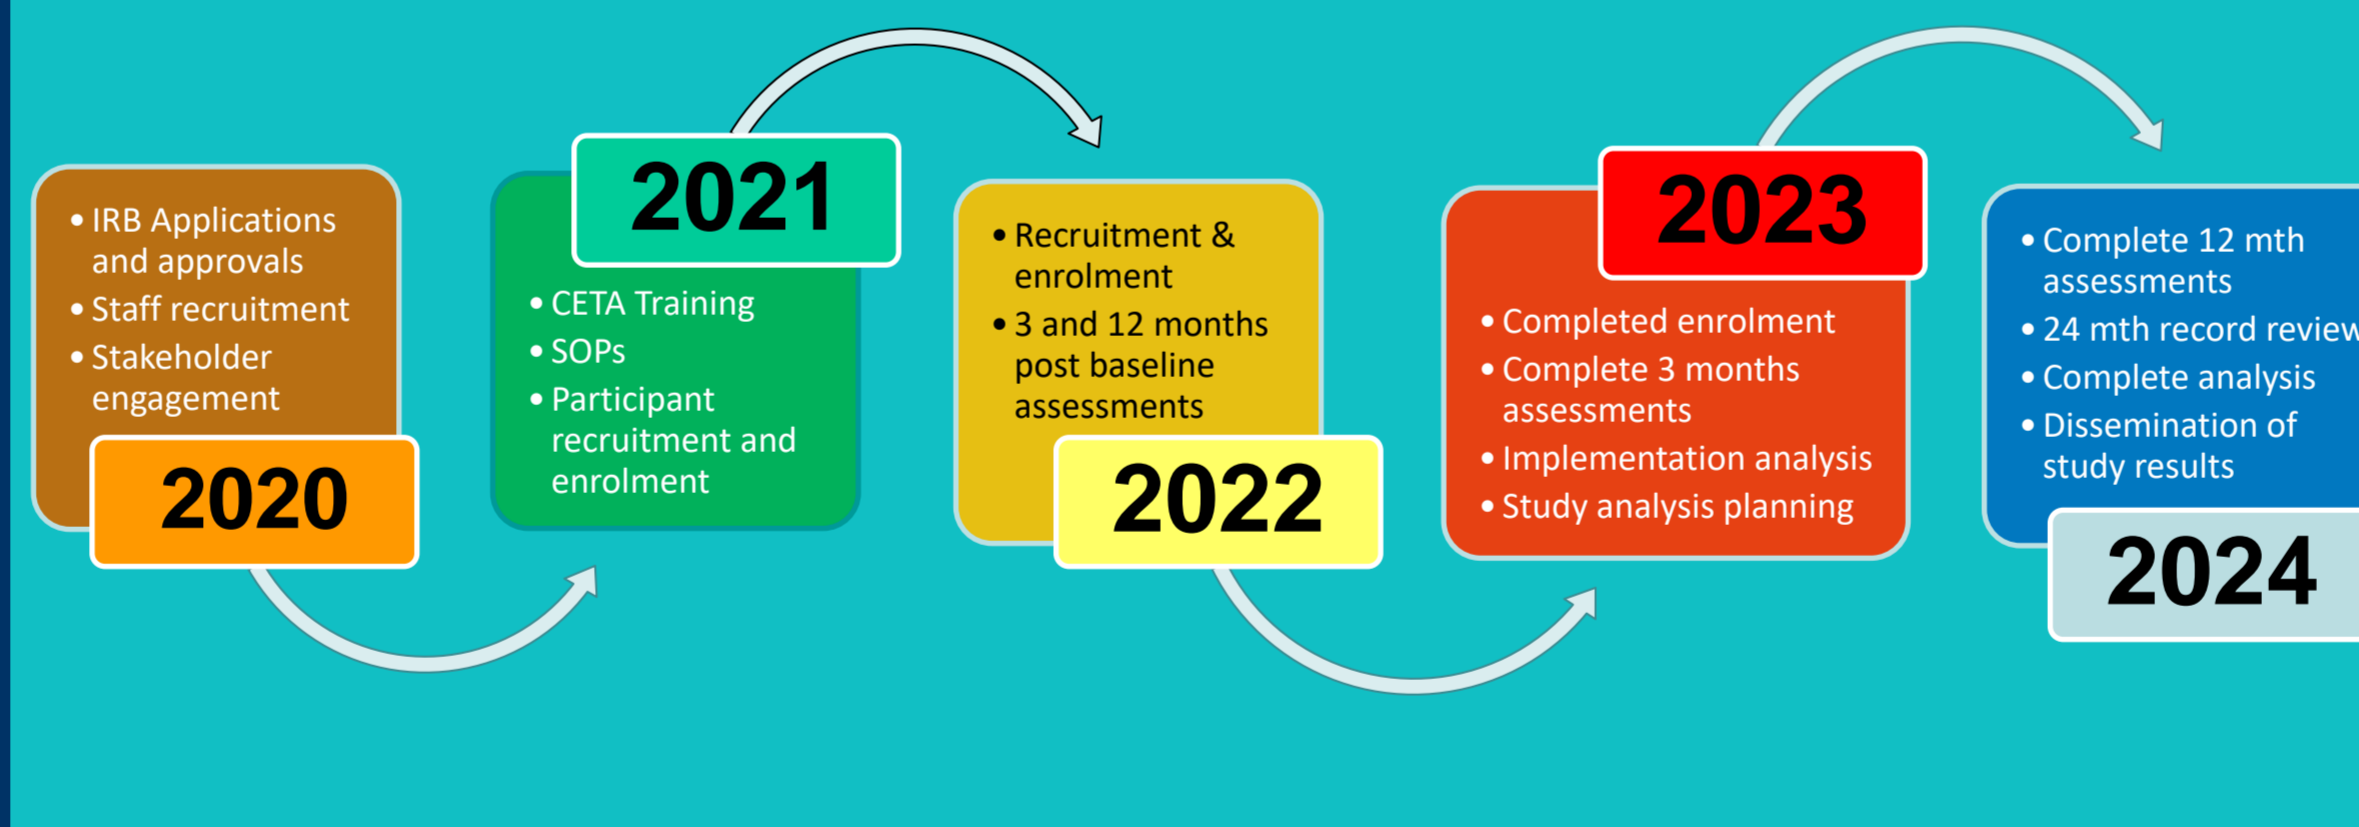 • IRB Applications
and approvals
• Staff recruitment
• Stakeholder
engagement
2020
2021
• CETA Training
• SOPs
• Participant
recruitment and
enrolment
• Recruitment &
enrolment
• 3 and 12 months
post baseline
assessments
2022
2023
• Completed enrolment
• Complete 3 months
assessments
• Implementation analysis
• Study analysis planning
• Complete 12 mth
assessments
• 24 mth record review
• Complete analysis
• Dissemination of
study results
2024